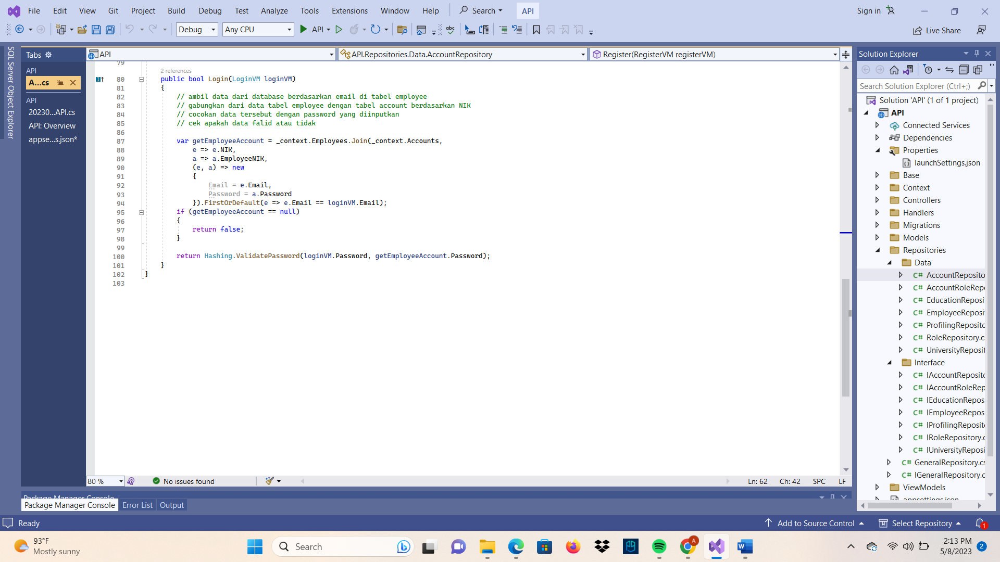 File Edit View Git Project Build Debug Test Analyze Tools Extensions Window Help Search API Sign in
Debug Any CPU API Live Share
SQL Server Object Explorer
Tabs
API
A...cs
API
20230...API.cs
API: Overview
appse...s.json*
API API.Repositories.Data.AccountRepository Register(RegisterVM registerVM)
79
2 references
80 public bool Login(LoginVM loginVM)
81 {
82 // ambil data dari database berdasarkan email di tabel employee
83 // gabungkan dari data tabel employee dengan tabel account berdasarkan NIK
84 // cocokan data tersebut dengan password yang diinputkan
85 // cek apakah data falid atau tidak
86
87 var getEmployeeAccount = _context.Employees.Join(_context.Accounts,
88 e => e.NIK,
89 a => a.EmployeeNIK,
90 (e, a) => new
91 {
92 Email = e.Email,
93 Password = a.Password
94 }).FirstOrDefault(e => e.Email == loginVM.Email);
95 if (getEmployeeAccount == null)
96 {
97 return false;
98 }
99
100 return Hashing.ValidatePassword(loginVM.Password, getEmployeeAccount.Password);
101 }
102 }
103
80 % No issues found Ln: 62 Ch: 42 SPC LF
Package Manager Console
Package Manager Console Error List Output
Solution Explorer
Search Solution Explorer (Ctrl+;)
Solution 'API' (1 of 1 project)
API
Connected Services
Dependencies
Properties
launchSettings.json
Base
Context
Controllers
Handlers
Migrations
Models
Repositories
Data
C# AccountReposito
C# AccountRoleRep
C# EducationReposi
C# EmployeeReposi
C# ProfilingReposito
C# RoleRepository.c
C# UniversityReposit
Interface
C# IAccountReposito
C# IAccountRoleRep
C# IEducationRepos
C# IEmployeeRepos
C# IProfilingReposit
C# IRoleRepository.c
C# IUniversityReposi
C# GeneralRepository.cs
C# IGeneralRepository.c
ViewModels
appsettings.json
Ready Add to Source Control Select Repository 1
93°F
Mostly sunny
Search
A
2:13 PM
5/8/2023
2